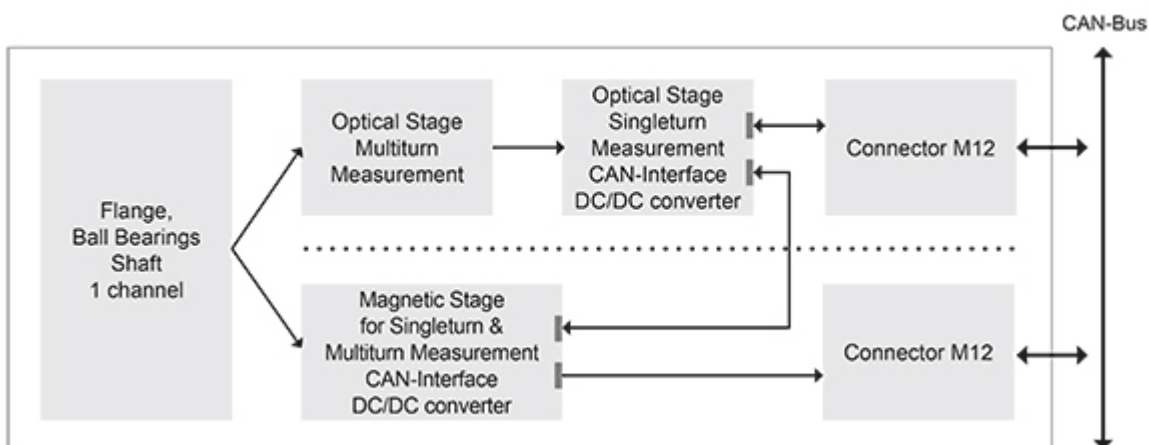 CAN-Bus
Flange,
Ball Bearings
Shaft
1 channel
Optical Stage
Multiturn
Measurement
Optical Stage
Singleturn
Measurement
CAN-Interface
DC/DC converter
Connector M12
Magnetic Stage
for Singleturn &
Multiturn Measurement
CAN-Interface
DC/DC converter
Connector M12